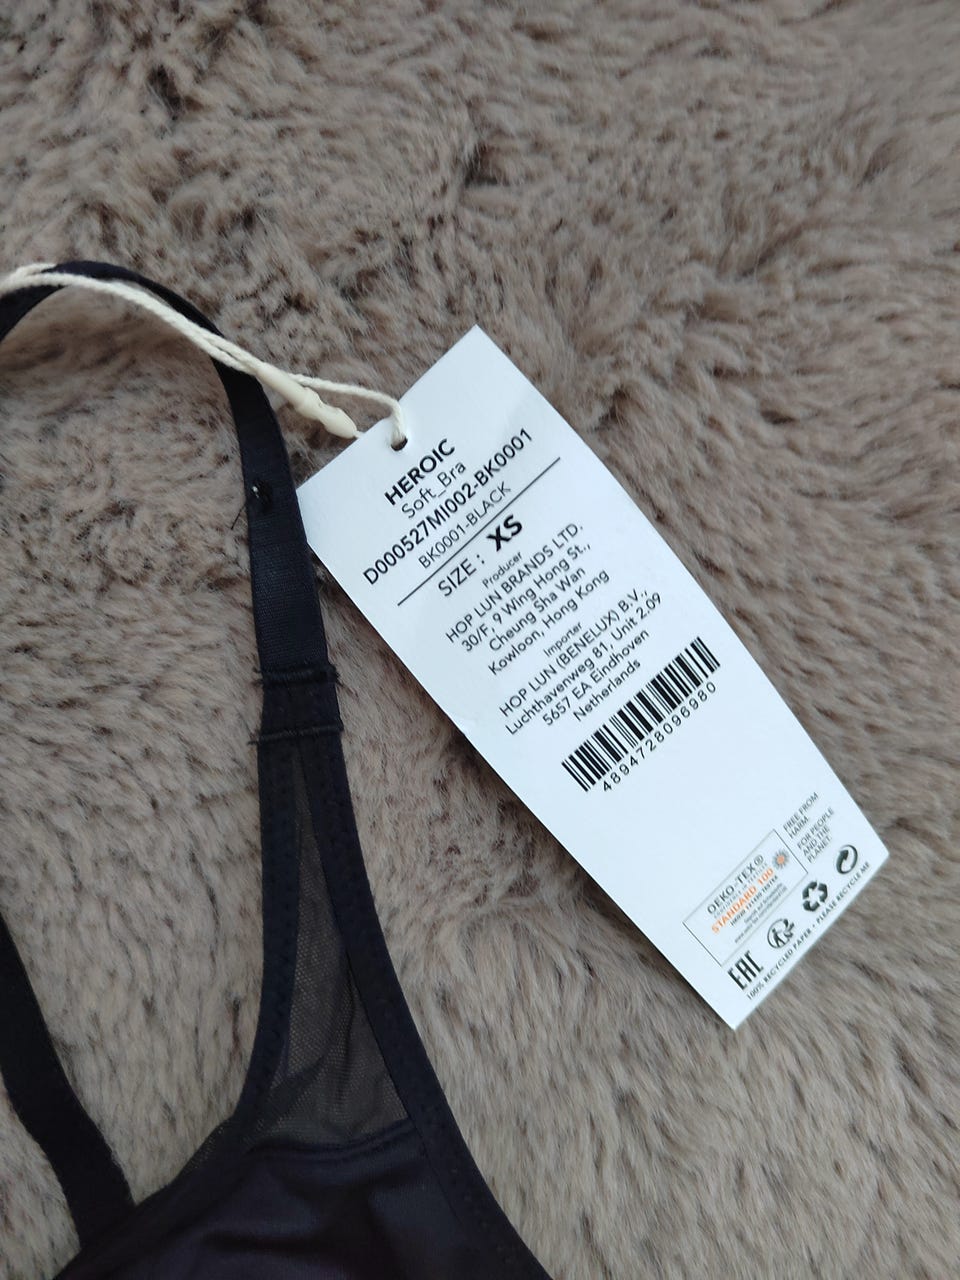 HEROIC
Soft_Bra
D000527MI002-BK0001
BK0001-BLACK
SIZE : XS
Producer
HOP LUN BRANDS LTD.
30/F, 9 Wing Hong St.,
Cheung Sha Wan
Kowloon, Hong Kong
Importer
HOP LUN (BENELUX) B.V.,
Luchthavenweg 81, Unit 2.09
5657 EA Eindhoven
Netherlands
4894728096980
FREE FROM
HARM.
FOR PEOPLE
AND THE
PLANET.
OEKO-TEX®
STANDARD 100
EAC
100% RECYCLED PAPER • PLEASE RECYCLE ME